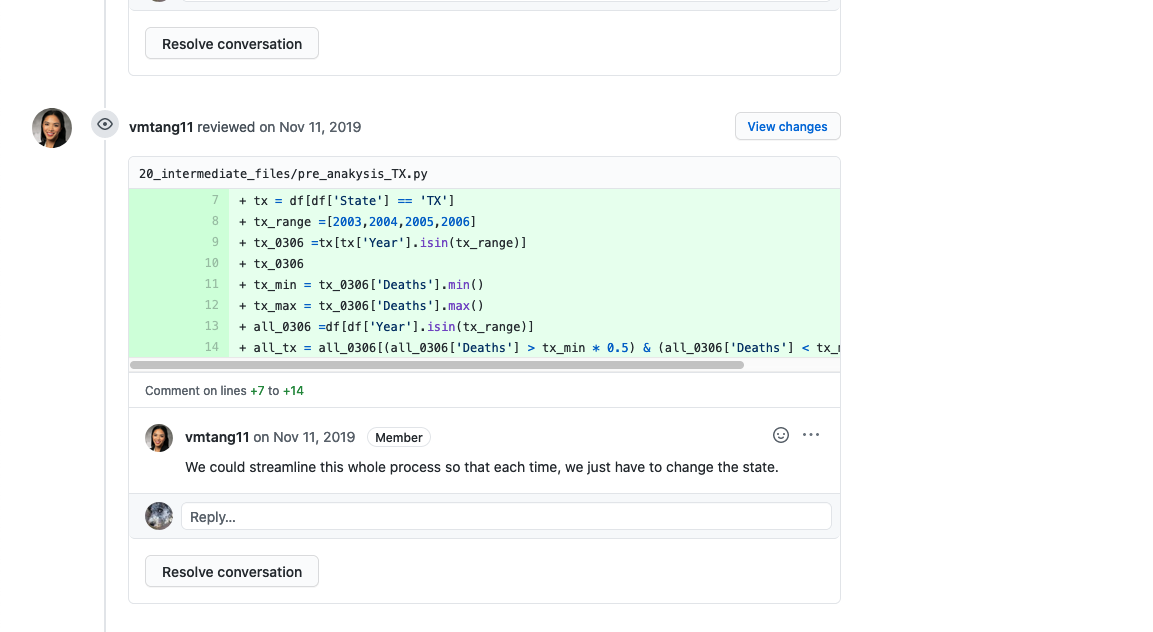 Resolve conversation
vmtang11 reviewed on Nov 11, 2019
View changes
20_intermediate_files/pre_anakysis_TX.py
7 + tx = df[df['State'] == 'TX']
8 + tx_range =[2003,2004,2005,2006]
9 + tx_0306 =tx[tx['Year'].isin(tx_range)]
10 + tx_0306
11 + tx_min = tx_0306['Deaths'].min()
12 + tx_max = tx_0306['Deaths'].max()
13 + all_0306 =df[df['Year'].isin(tx_range)]
14 + all_tx = all_0306[(all_0306['Deaths'] > tx_min * 0.5) & (all_0306['Deaths'] <
Comment on lines +7 to +14
vmtang11 on Nov 11, 2019 Member
We could streamline this whole process so that each time, we just have to change the state.
Reply...
Resolve conversation